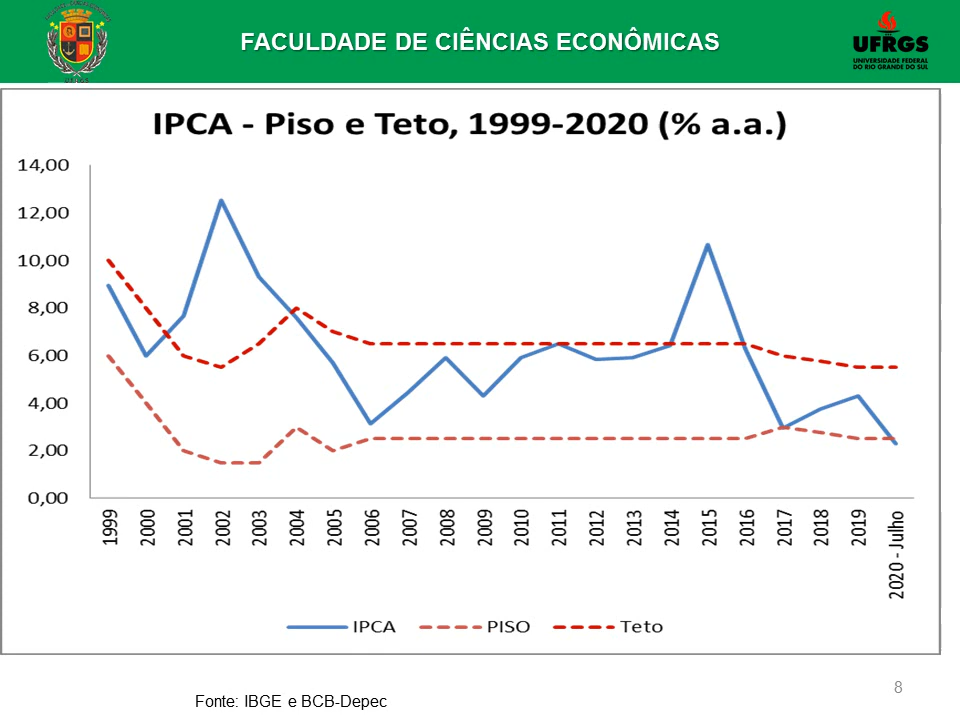 FACULDADE DE CIÊNCIAS ECONÔMICAS
UFRGS
UNIVERSIDADE FEDERAL
DO RIO GRANDE DO SUL
UFRGS
IPCA - Piso e Teto, 1999-2020 (% a.a.)
14,00
12,00
10,00
8,00
6,00
4,00
2,00
0,00
1999
2000
2001
2002
2003
2004
2005
2006
2007
2008
2009
2010
2011
2012
2013
2014
2015
2016
2017
2018
2019
2020 - Julho
IPCA
PISO
Teto
8
Fonte: IBGE e BCB-Depec